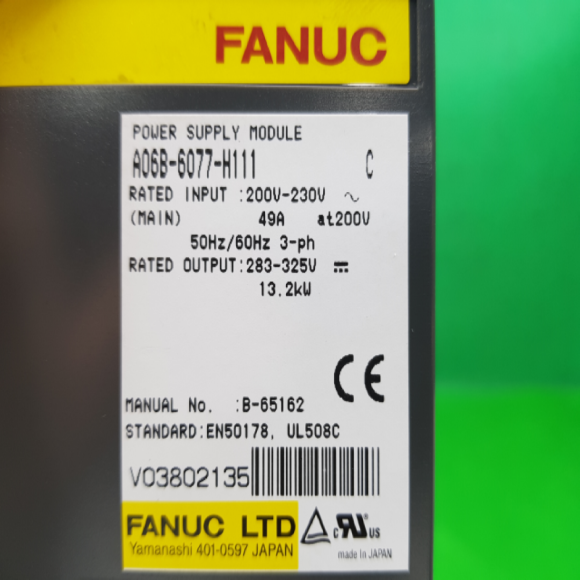 FANUC
POWER SUPPLY MODULE
A06B-6077-H111 C
RATED INPUT :200V-230V ~
(MAIN) 49A at200V
50Hz/60Hz 3-ph
RATED OUTPUT:283-325V ⎓
13.2kW
CE
MANUAL No. :B-65162
STANDARD:EN50178, UL508C
V03802135
FANUC LTD
Yamanashi 401-0597 JAPAN
c RU US
made in JAPAN